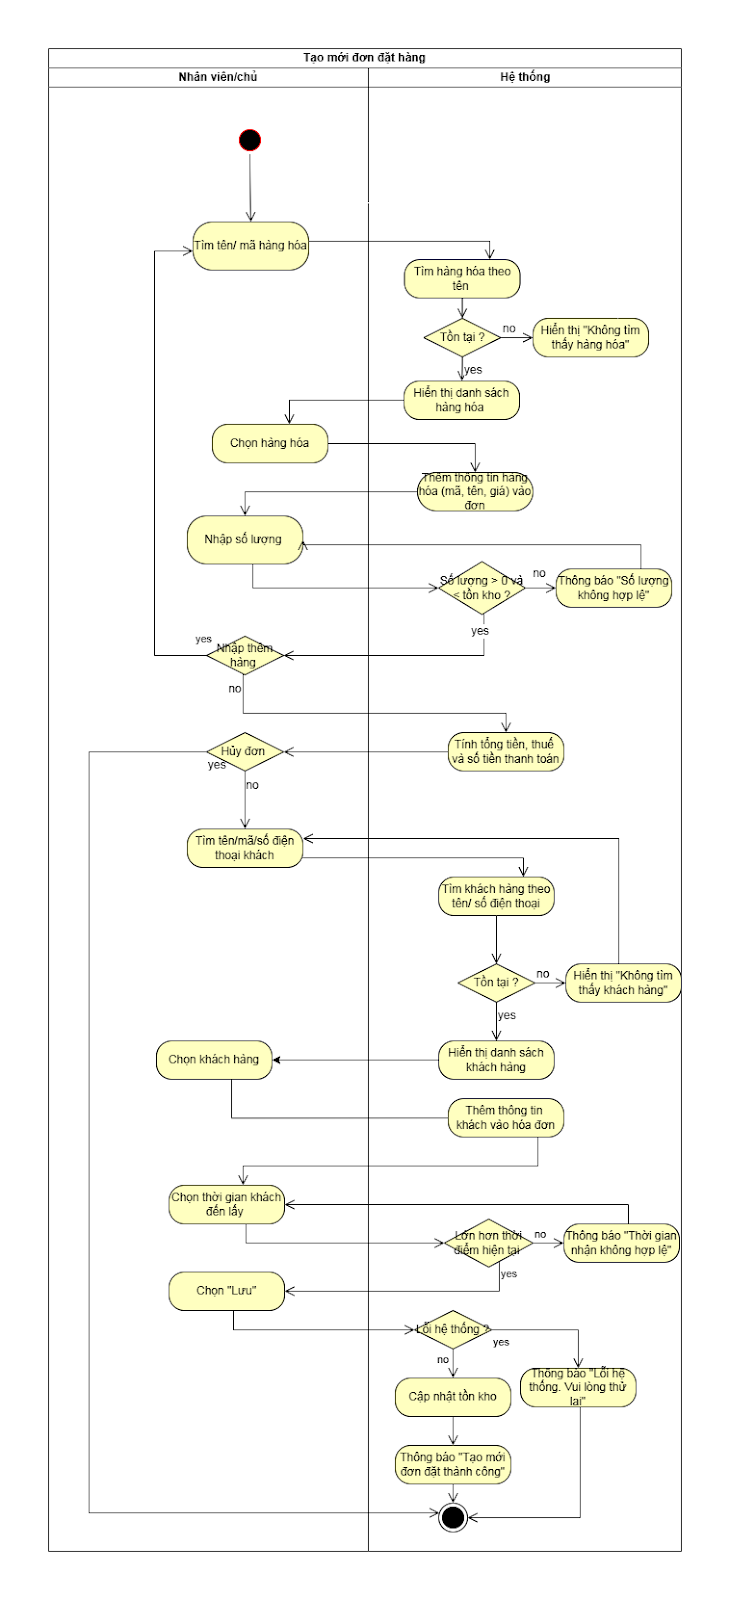 Tạo mới đơn đặt hàng
Nhân viên/chủ
Hệ thống
Tìm tên/ mã hàng hóa
Tìm hàng hóa theo
tên
Tồn tại ?
no
Hiển thị "Không tìm
thấy hàng hóa"
yes
Hiển thị danh sách
hàng hóa
Chọn hàng hóa
Thêm thông tin hàng
hóa (mã, tên, giá) vào
đơn
Nhập số lượng
Số lượng > 0 và
< tồn kho ?
no
Thông báo "Số lượng
không hợp lệ"
yes
yes
Nhập thêm
hàng
no
Tính tổng tiền, thuế
và số tiền thanh toán
Hủy đơn
yes
no
Tìm tên/mã/số điện
thoại khách
Tìm khách hàng theo
tên/ số điện thoại
Tồn tại ?
no
Hiển thị "Không tìm
thấy khách hàng"
yes
Hiển thị danh sách
khách hàng
Chọn khách hàng
Thêm thông tin
khách vào hóa đơn
Chọn thời gian khách
đến lấy
Lớn hơn thời
điểm hiện tại
no
Thông báo "Thời gian
nhận không hợp lệ"
yes
Chọn "Lưu"
Lỗi hệ thống ?
yes
no
Thông báo "Lỗi hệ
thống. Vui lòng thử
lại"
Cập nhật tồn kho
Thông báo "Tạo mới
đơn đặt thành công"